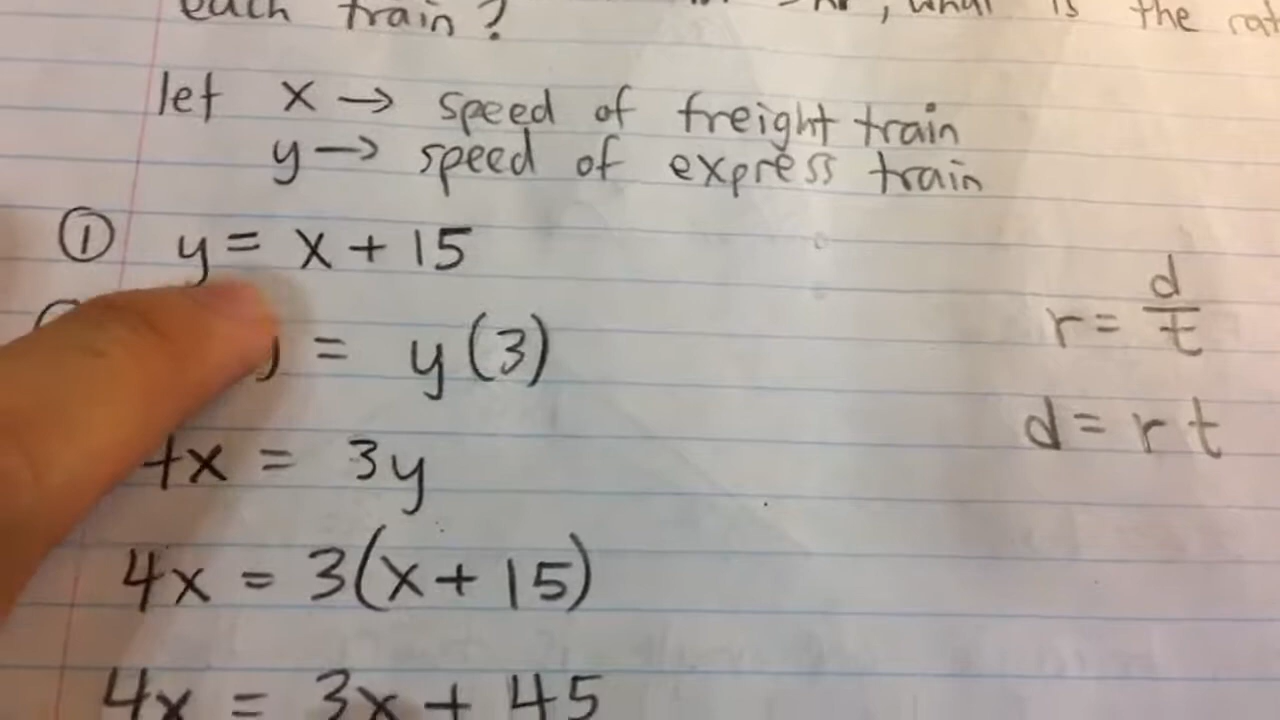 each train? , what is the
let x → speed of freight train
y → speed of express train
① y = x + 15
= y(3)
4x = 3y
4x = 3(x + 15)
4x = 3x + 45
r = d/t
d = rt